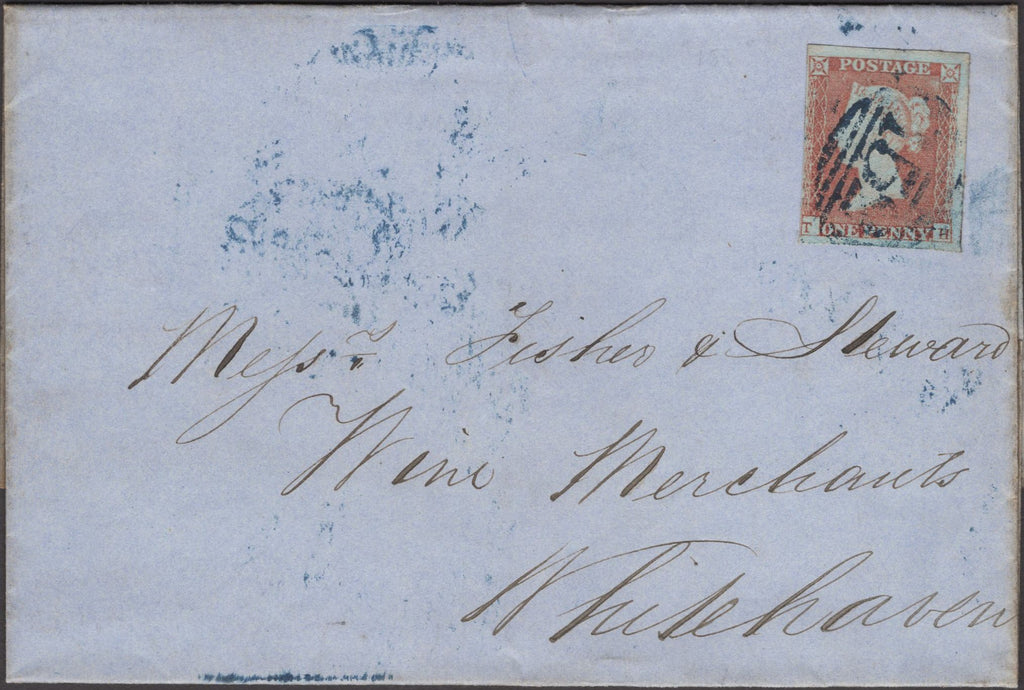 POSTAGE
T ONE PENNY H
Messrs Fisher & Steward
Wine Merchants
Whitehaven